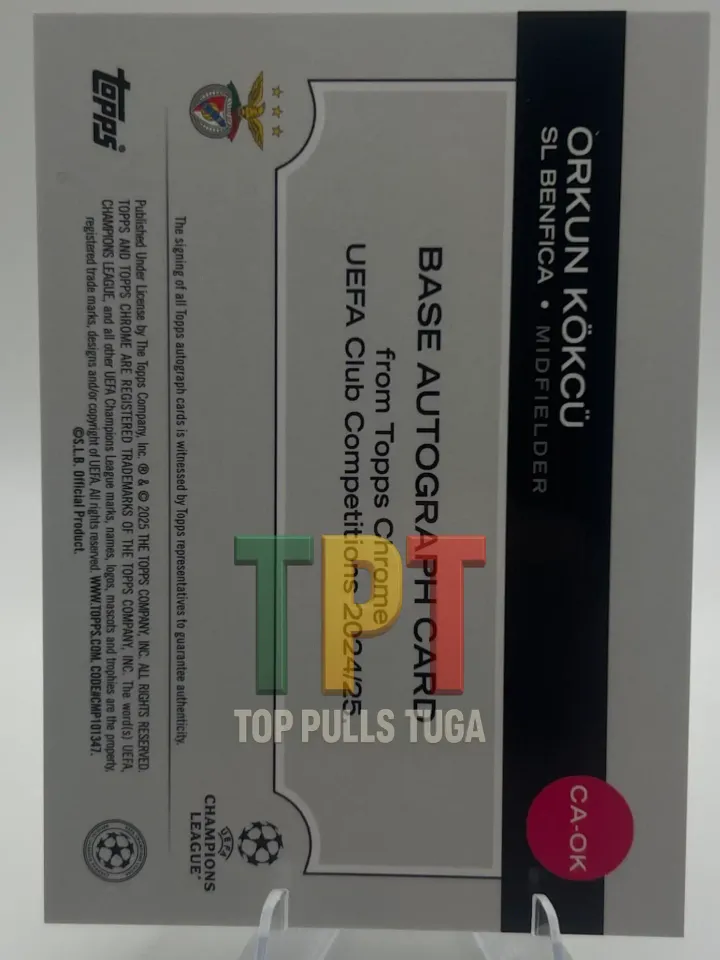 ORKUN KÖKCÜ
SL BENFICA • MIDFIELDER
CA-OK
BASE AUTOGRAPH CARD
from Topps Chrome
UEFA Club Competitions 2024/25.
The signing of all Topps autograph cards is witnessed by Topps representatives to guarantee authenticity.
topps®
Published Under License by The Topps Company, Inc. ® & © 2025 THE TOPPS COMPANY, INC. ALL RIGHTS RESERVED.
TOPPS AND TOPPS CHROME ARE REGISTERED TRADEMARKS OF THE TOPPS COMPANY, INC. The word(s) UEFA,
CHAMPIONS LEAGUE, and all other UEFA Champions League marks, names, logos, mascots and trophies are the property,
registered trade marks, designs and/or copyright of UEFA. All rights reserved. WWW.TOPPS.COM. CODE#CMP101347.
©S.L.B. Official Product.
UEFA
CHAMPIONS
LEAGUE
TPT
TOP PULLS TUGA